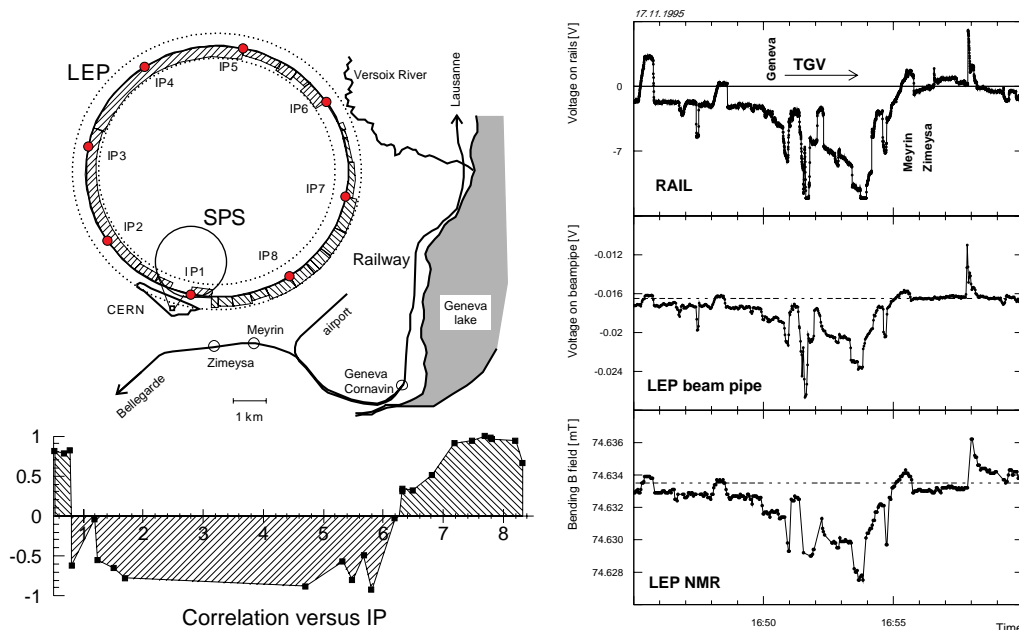 LEP
IP5
IP4
Versoix River
Lausanne
IP6
IP3
IP7
IP2
SPS
IP8
IP1
Railway
CERN
Geneva
lake
airport
Meyrin
Zimeysa
Geneva
Cornavin
Bellegarde
1 km
1
0.5
0
-0.5
-1
1 2 3 4 5 6 7 8
Correlation versus IP
17.11.1995
Voltage on rails [V]
0
-7
Geneva
TGV
Meyrin
Zimeysa
RAIL
Voltage on beampipe [V]
-0.012
-0.016
-0.02
-0.024
LEP beam pipe
Bending B field [mT]
74.636
74.634
74.632
74.630
74.628
LEP NMR
16:50 16:55
Time